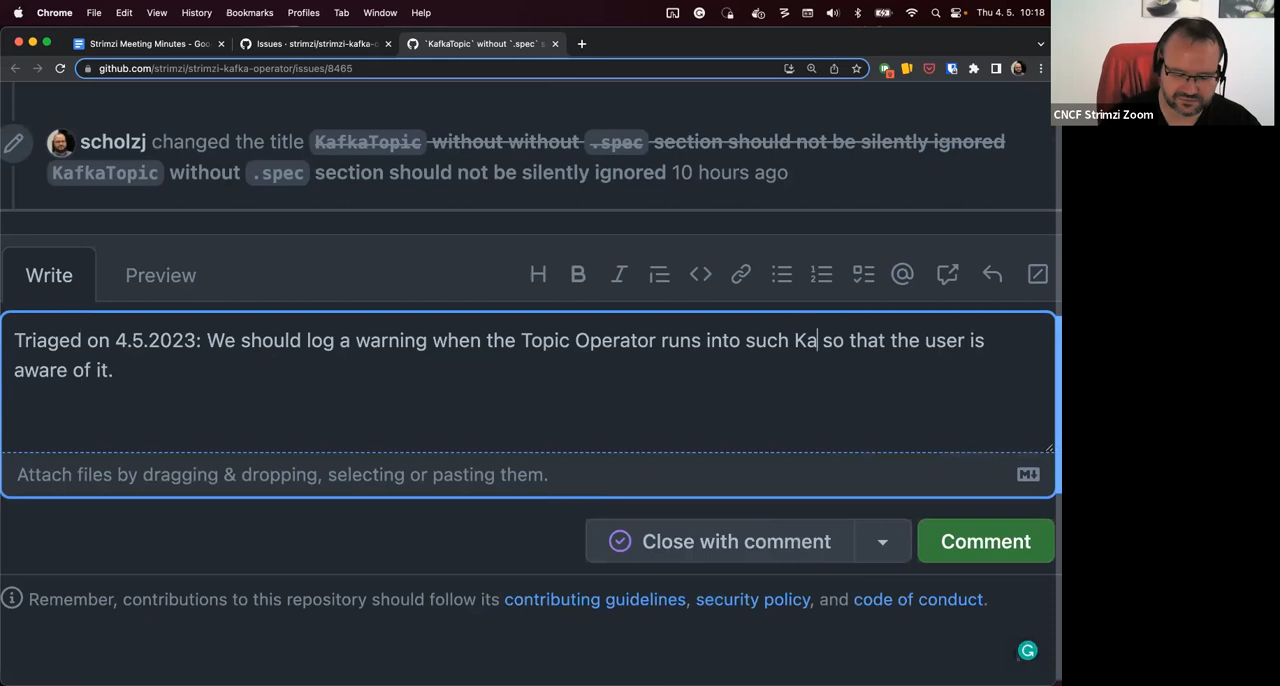 Chrome File Edit View History Bookmarks Profiles Tab Window Help Thu 4. 5. 10:18
Strimzi Meeting Minutes - Goo Issues · strimzi/strimzi-kafka- `KafkaTopic` without `.spec` s
github.com/strimzi/strimzi-kafka-operator/issues/8465
CNCF Strimzi Zoom
scholzj changed the title KafkaTopic without without .spec section should not be silently ignored
KafkaTopic without .spec section should not be silently ignored 10 hours ago
Write Preview
Triaged on 4.5.2023: We should log a warning when the Topic Operator runs into such Ka so that the user is
aware of it.
Attach files by dragging & dropping, selecting or pasting them.
Close with comment Comment
Remember, contributions to this repository should follow its contributing guidelines, security policy, and code of conduct.